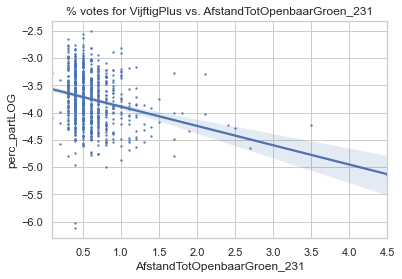 % votes for VijftigPlus vs. AfstandTotOpenbaarGroen_231
perc_partLOG
−2.5
−3.0
−3.5
−4.0
−4.5
−5.0
−5.5
−6.0
0.5 1.0 1.5 2.0 2.5 3.0 3.5 4.0 4.5
AfstandTotOpenbaarGroen_231